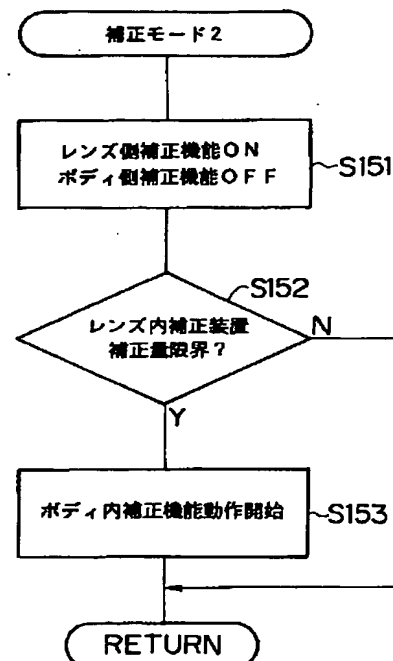 補正モード2
レンズ側補正機能ON
ボディ側補正機能OFF
S151
S152
レンズ内補正装置
補正量限界？
N
Y
ボディ内補正機能動作開始
S153
RETURN